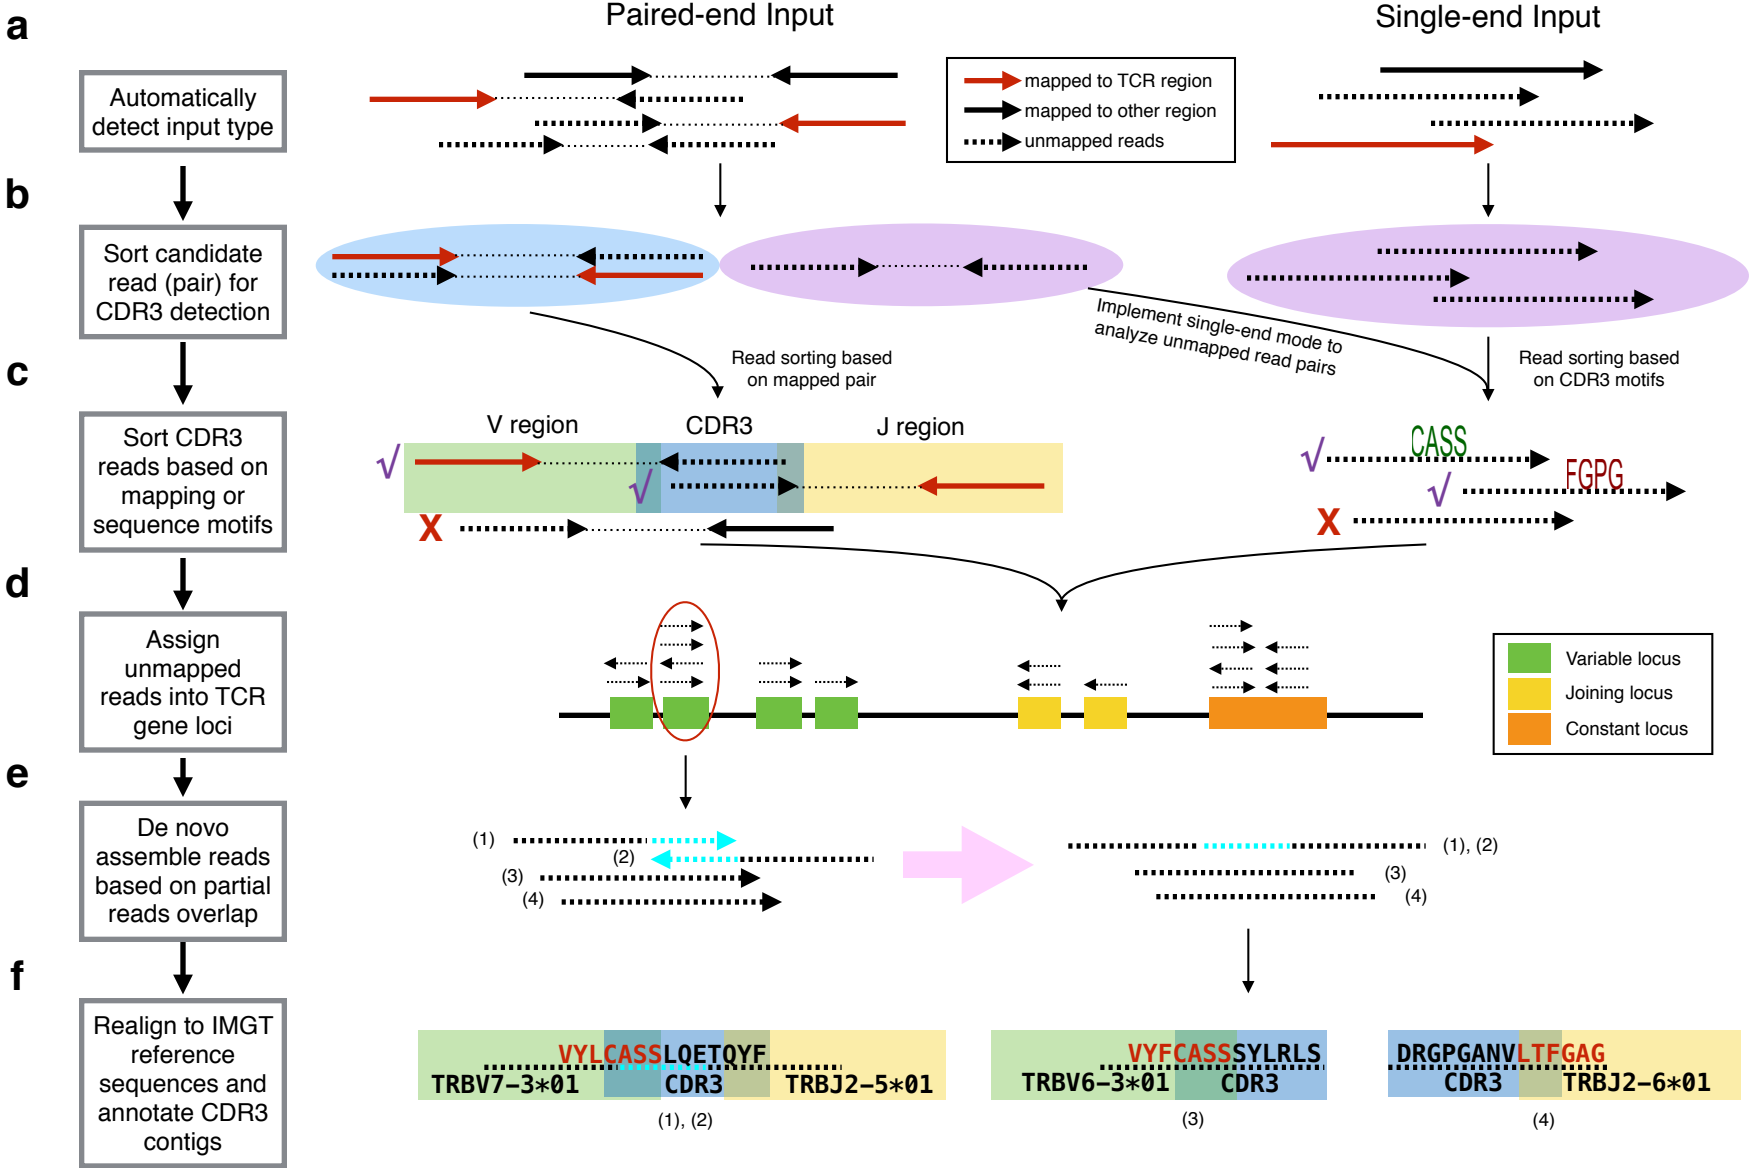 a
Paired-end Input
Single-end Input
Automatically
detect input type
mapped to TCR region
mapped to other region
unmapped reads
b
Sort candidate
read (pair) for
CDR3 detection
Implement single-end mode to
analyze unmapped read pairs
Read sorting based
on mapped pair
Read sorting based
on CDR3 motifs
c
Sort CDR3
reads based on
mapping or
sequence motifs
V region
CDR3
J region
√
√
X
√
CASS
√
FGPG
X
d
Assign
unmapped
reads into TCR
gene loci
Variable locus
Joining locus
Constant locus
e
De novo
assemble reads
based on partial
reads overlap
(1)
(2)
(3)
(4)
(1), (2)
(3)
(4)
f
Realign to IMGT
reference
sequences and
annotate CDR3
contigs
VYLCASSLQETQYF
TRBV7-3*01
CDR3
TRBJ2-5*01
(1), (2)
VYFCASSSYLRLS
TRBV6-3*01
CDR3
(3)
DRGPGANVLTFGAG
CDR3
TRBJ2-6*01
(4)